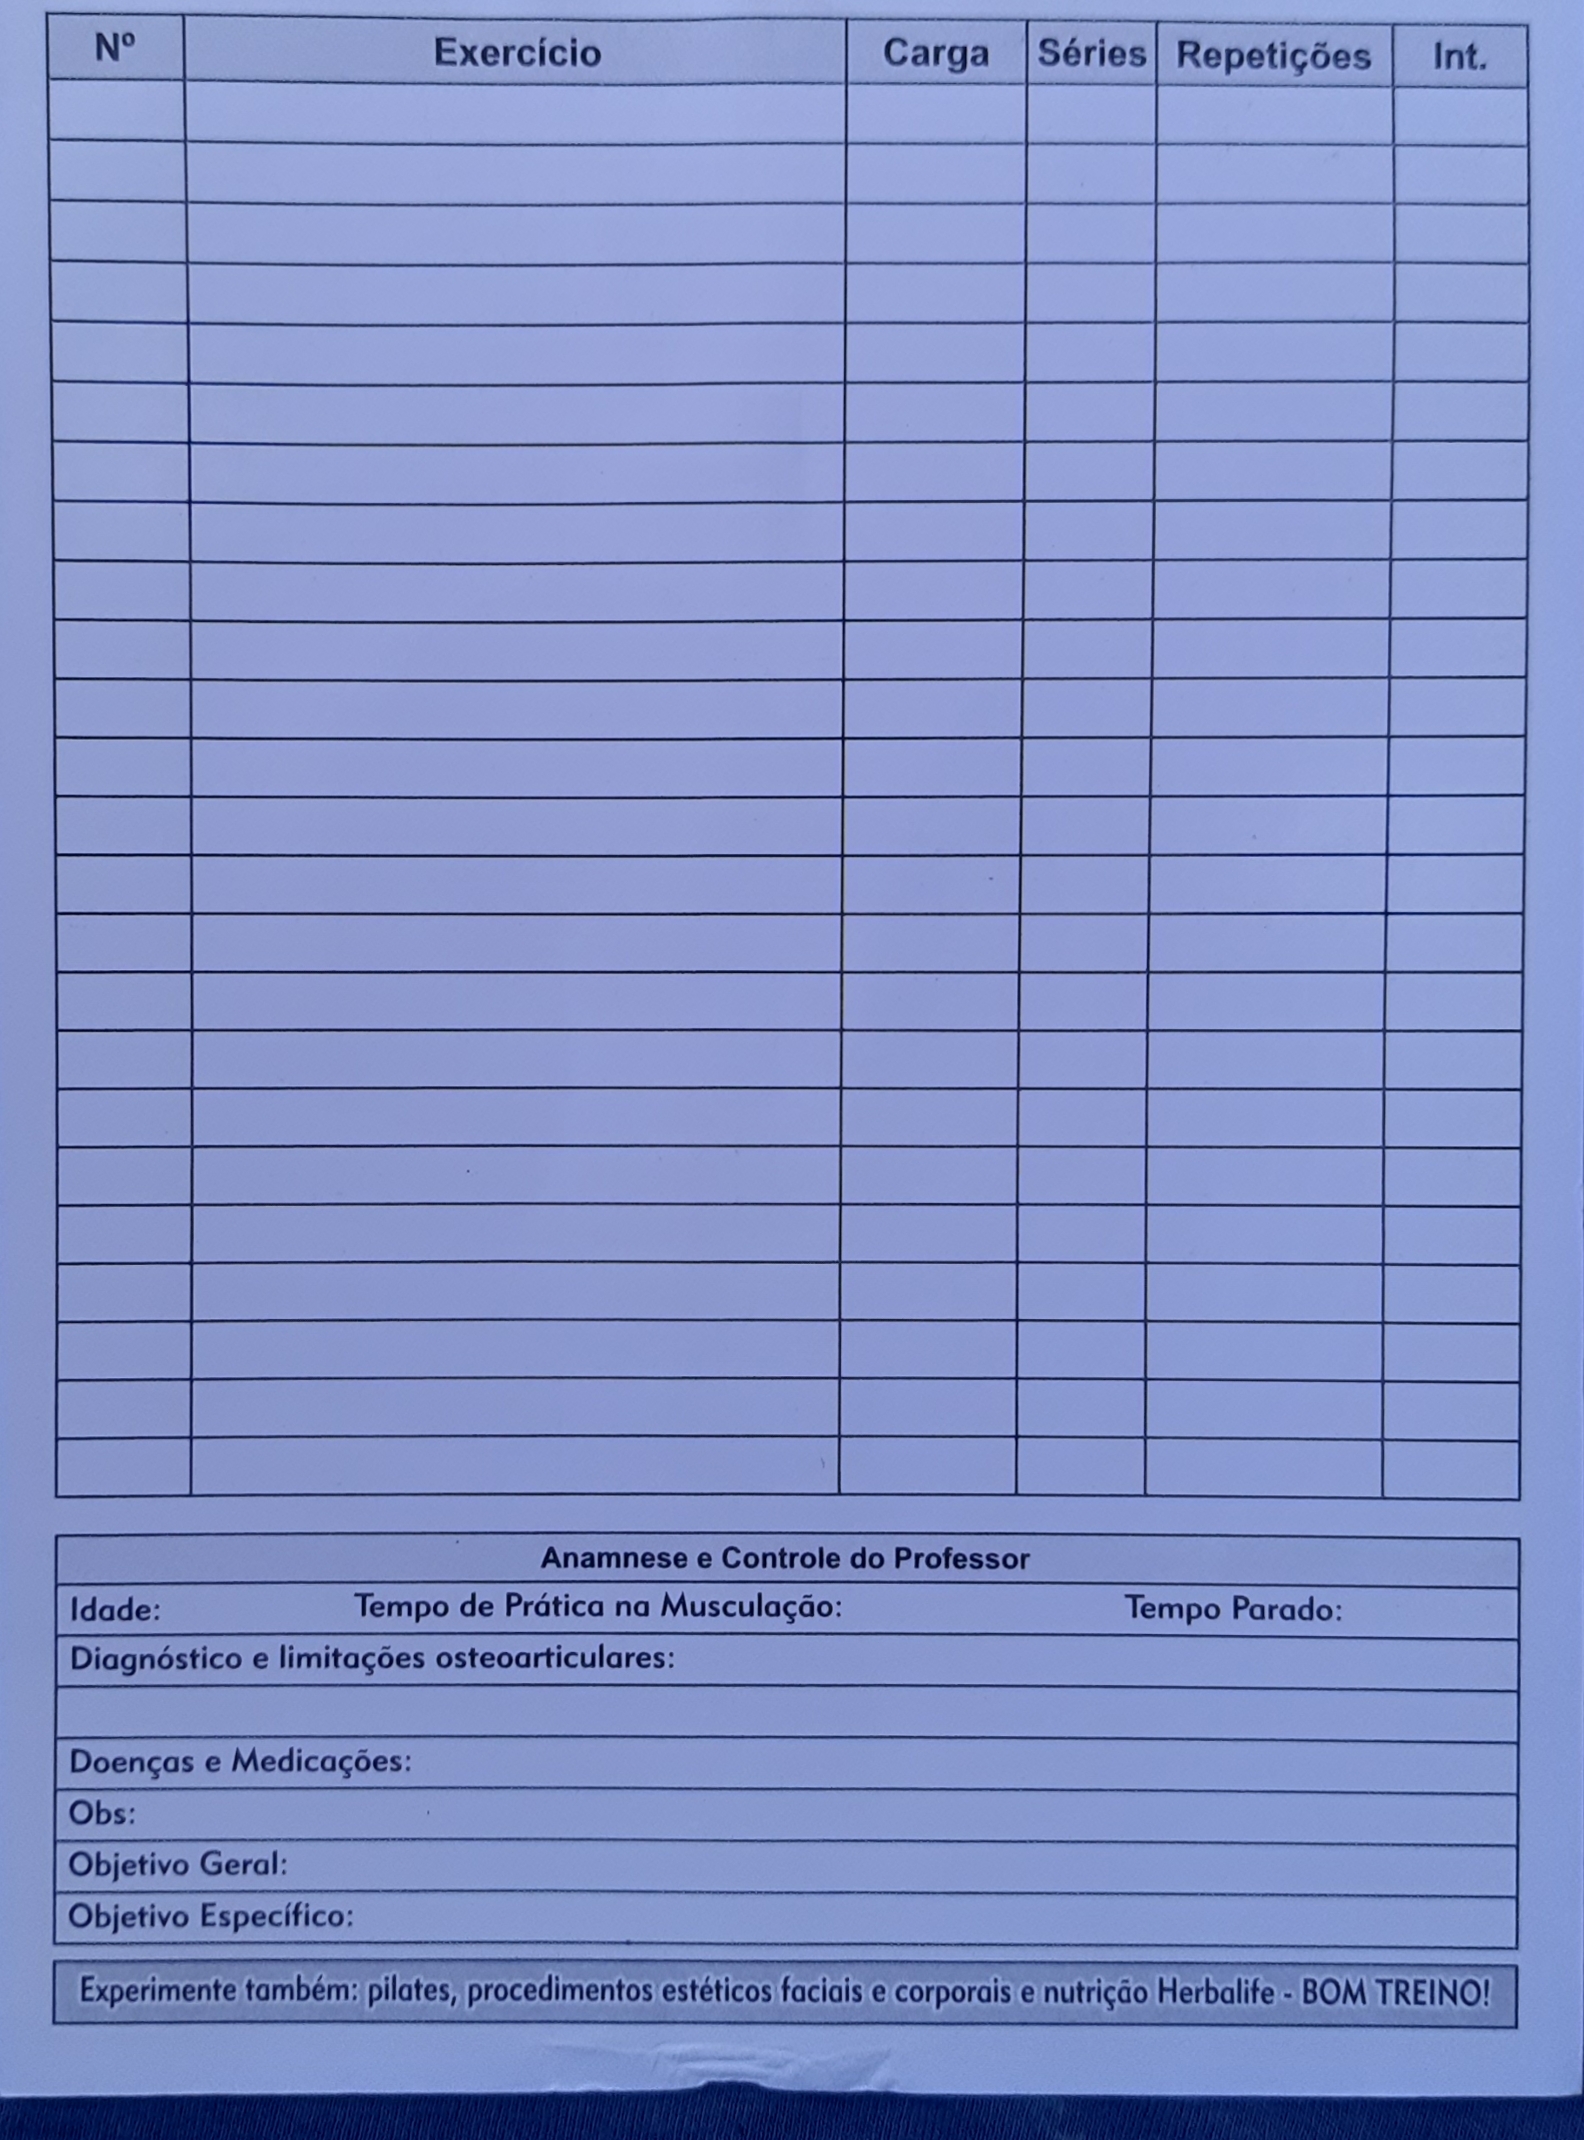 Nº Exercício Carga Séries Repetições Int.
Anamnese e Controle do Professor
Idade: Tempo de Prática na Musculação: Tempo Parado:
Diagnóstico e limitações osteoarticulares:
Doenças e Medicações:
Obs:
Objetivo Geral:
Objetivo Específico:
Experimente também: pilates, procedimentos estéticos faciais e corporais e nutrição Herbalife - BOM TREINO!